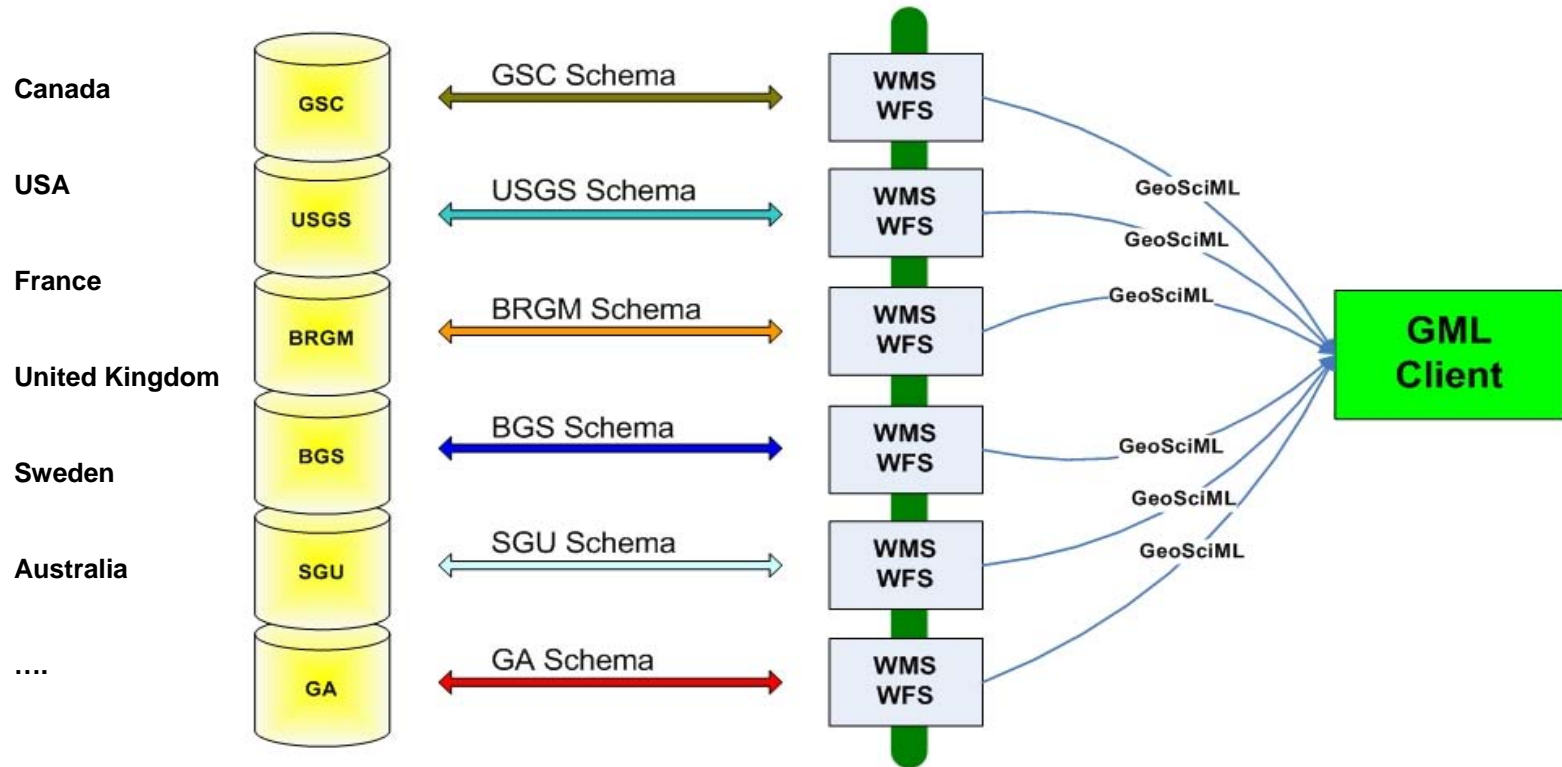 Canada
USA
France
United Kingdom
Sweden
Australia
....
GSC
USGS
BRGM
BGS
SGU
GA
GSC Schema
USGS Schema
BRGM Schema
BGS Schema
SGU Schema
GA Schema
WMS
WFS
WMS
WFS
WMS
WFS
WMS
WFS
WMS
WFS
WMS
WFS
GeoSciML
GeoSciML
GeoSciML
GeoSciML
GeoSciML
GeoSciML
GML
Client